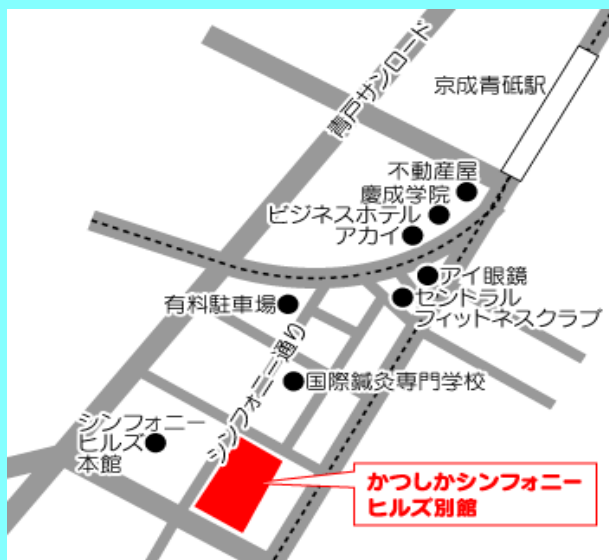 青戸サンロード
京成青砥駅
不動産屋
慶成学院
ビジネスホテル
アカイ
アイ眼鏡
セントラル
フィットネスクラブ
有料駐車場
シンフォニー通り
国際鍼灸専門学校
シンフォニー
ヒルズ
本館
かつしかシンフォニー
ヒルズ別館